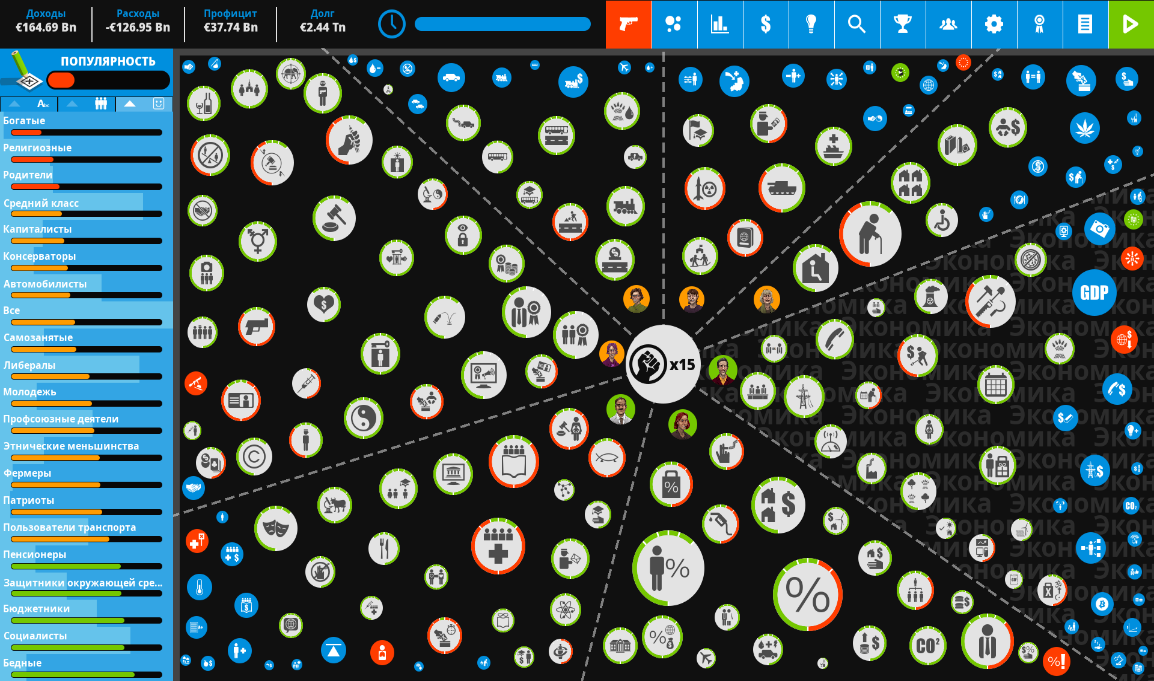 Доходы
€164.69 Bn
Расходы
-€126.95 Bn
Профицит
€37.74 Bn
Долг
€2.44 Tn
ПОПУЛЯРНОСТЬ
Богатые
Религиозные
Родители
Средний класс
Капиталисты
Консерваторы
Автомобилисты
Все
Самозанятые
Либералы
Молодежь
Профсоюзные деятели
Этнические меньшинства
Фермеры
Патриоты
Пользователи транспорта
Пенсионеры
Защитники окружающей сре...
Бюджетники
Социалисты
Бедные
x15
GDP
Экономика
CO²
%
%
%!